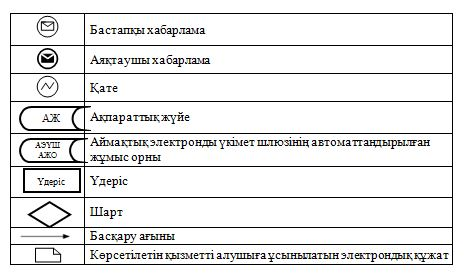 Бастапқы хабарлама
Аяқтаушы хабарлама
Қате
АЖ Ақпараттық жүйе
АЭҮШ АЖО Аймақтық электронды үкімет шлюзінің автоматтандырылған жұмыс орны
Үдеріс Үдеріс
Шарт
Басқару ағыны
Көрсетілетін қызметті алушыға ұсынылатын электрондық құжат